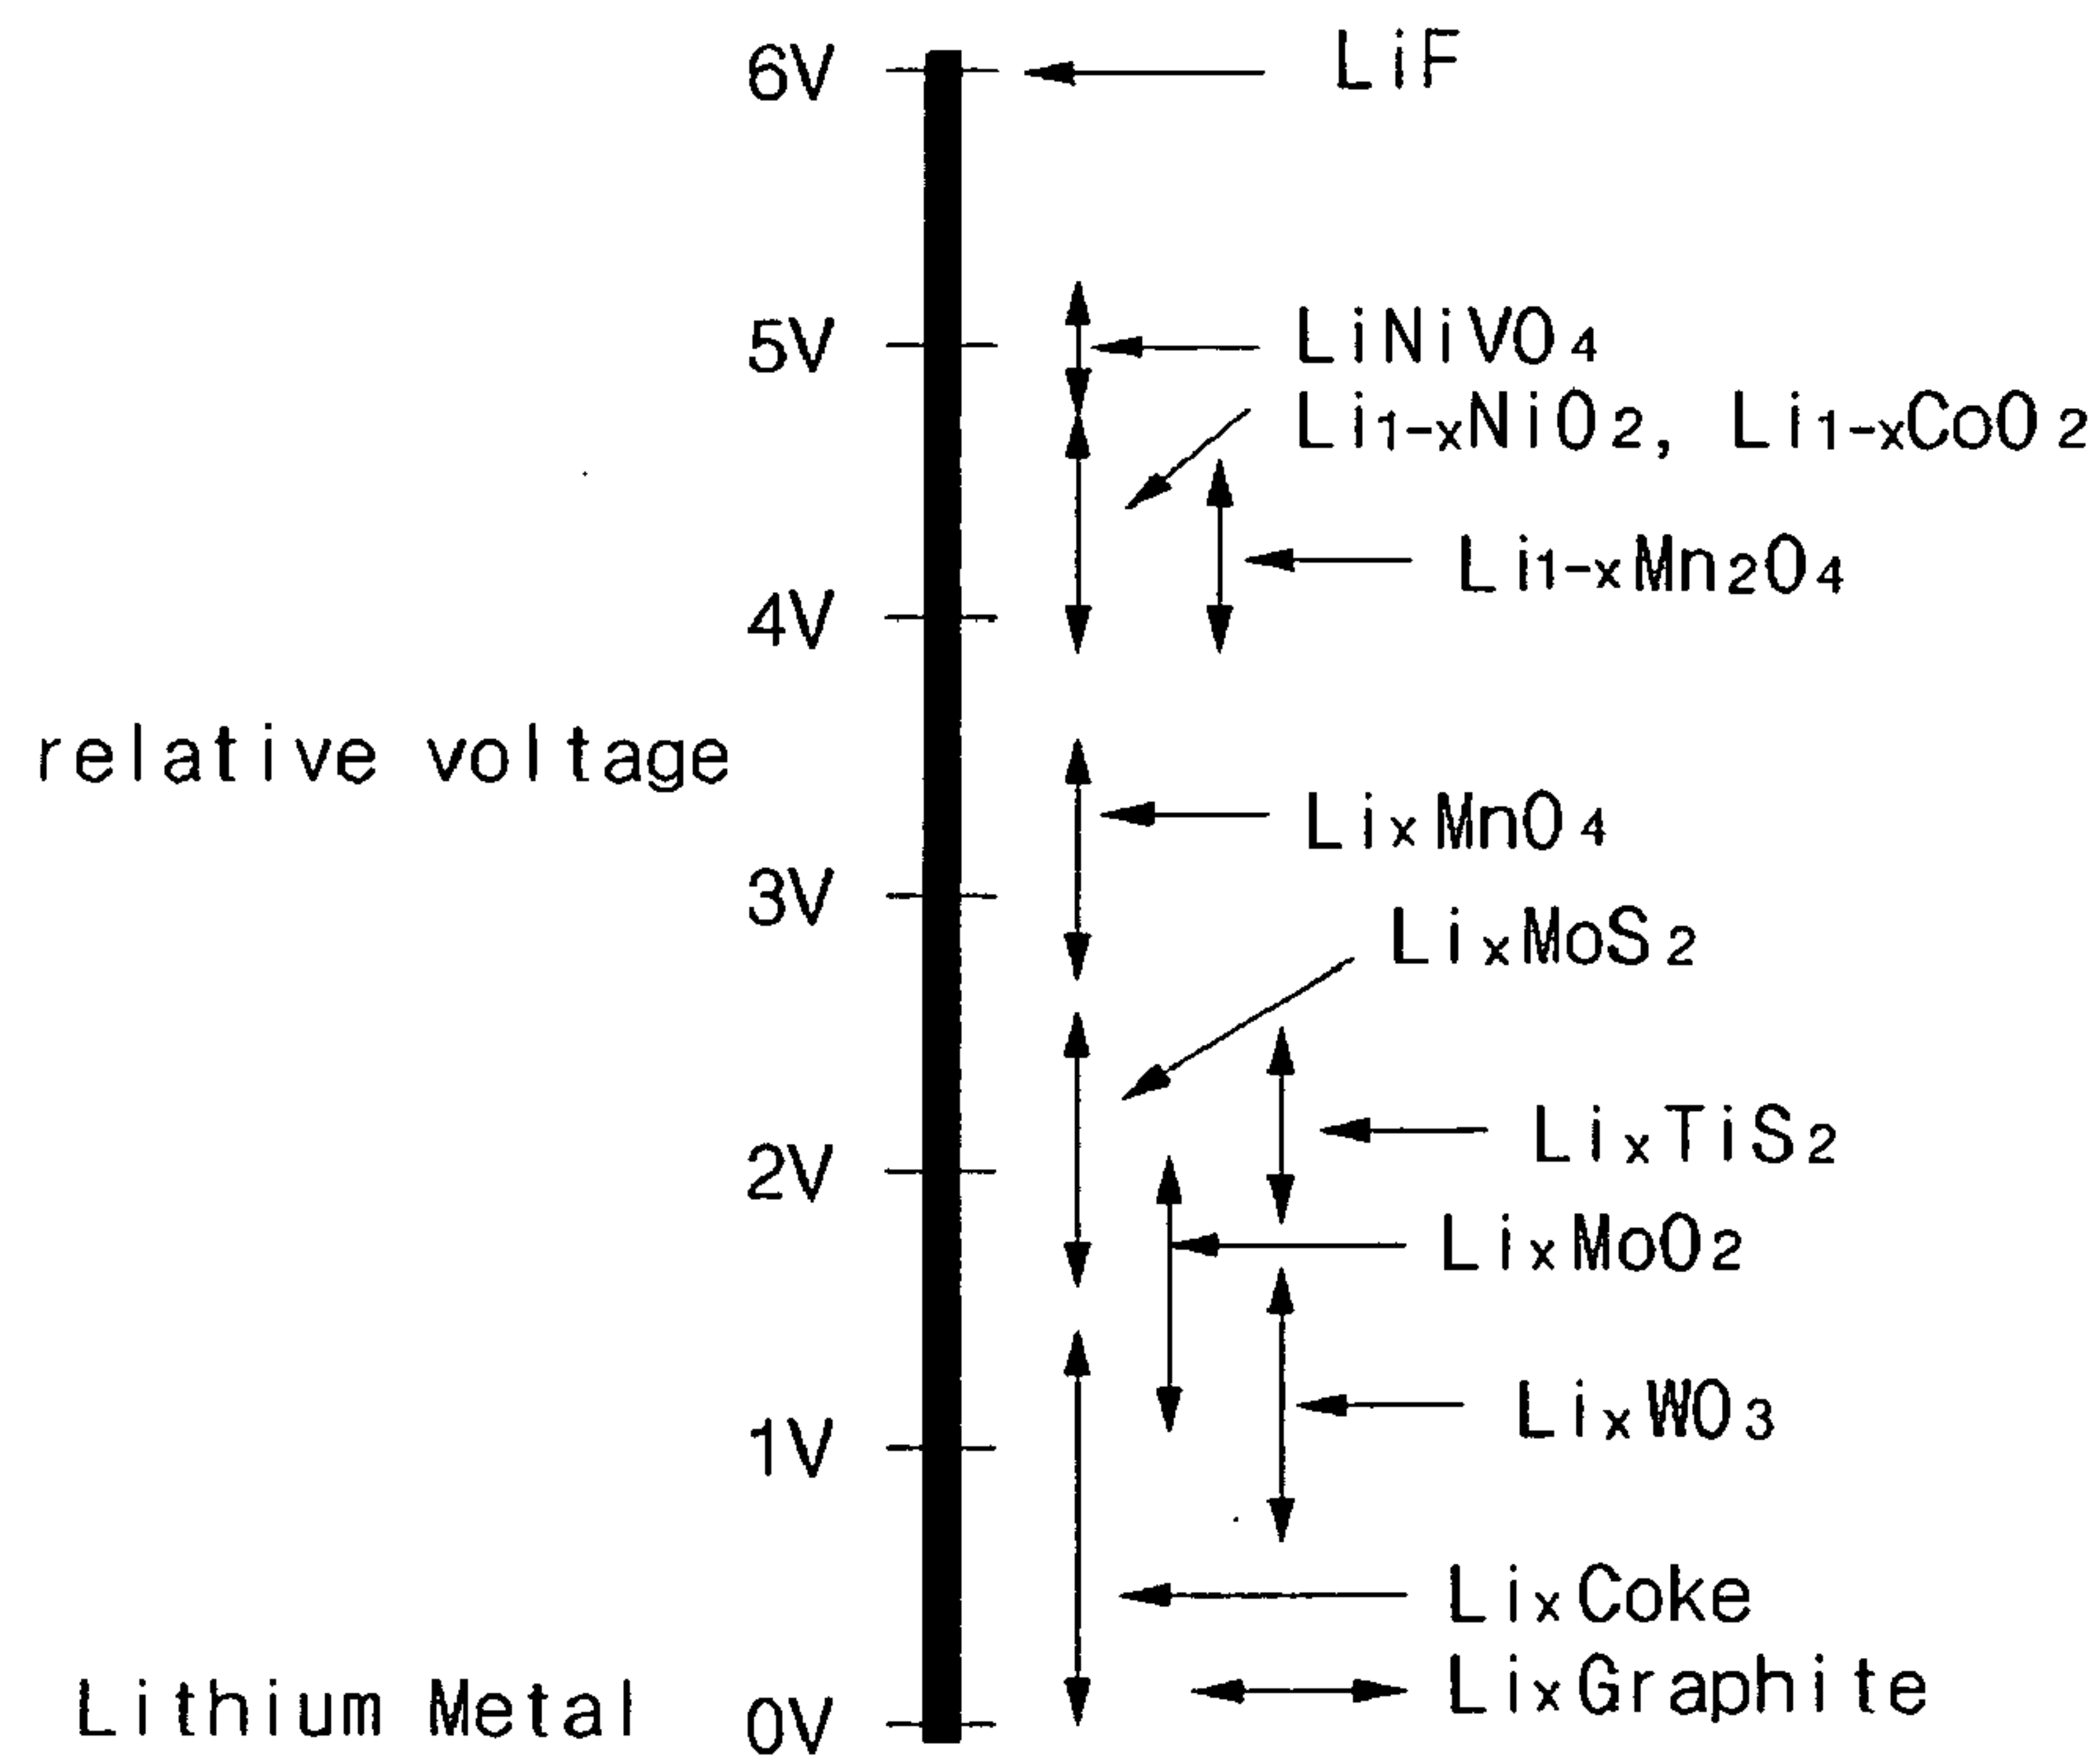 6V LiF
5V LiNiVO4
Li1-xNiO2, Li1-xCoO2
Li1-xMn2O4
4V
relative voltage
LixMnO4
3V
LixMoS2
LixTiS2
2V
LixMoO2
LixWO3
1V
LixCoke
LixGraphite
Lithium Metal 0V